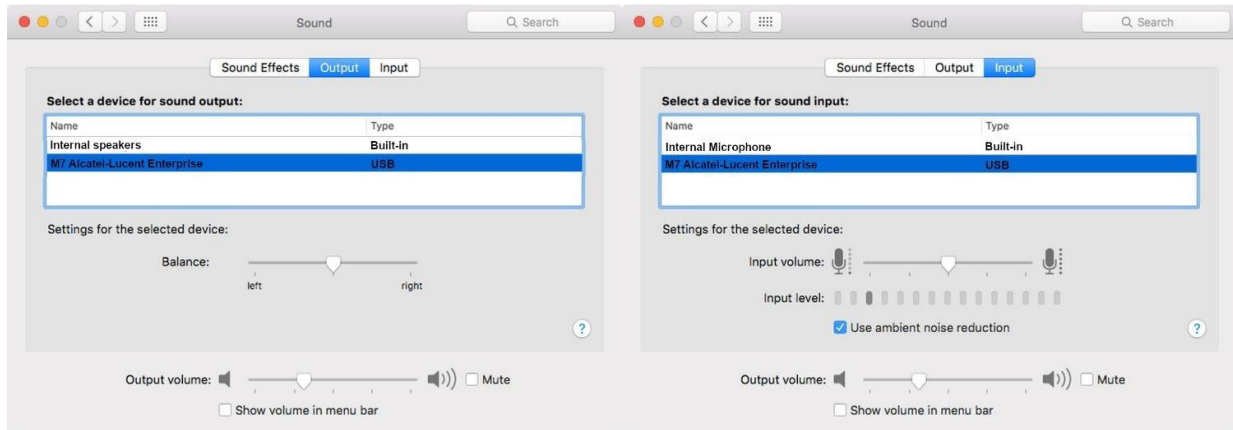 Sound
Search
Sound Effects Output Input
Select a device for sound output:
Name Type
Internal speakers Built-in
M7 Alcatel-Lucent Enterprise USB
Settings for the selected device:
Balance:
left right
?
Output volume: Mute
Show volume in menu bar
Sound
Search
Sound Effects Output Input
Select a device for sound input:
Name Type
Internal Microphone Built-in
M7 Alcatel-Lucent Enterprise USB
Settings for the selected device:
Input volume:
Input level:
Use ambient noise reduction
?
Output volume: Mute
Show volume in menu bar